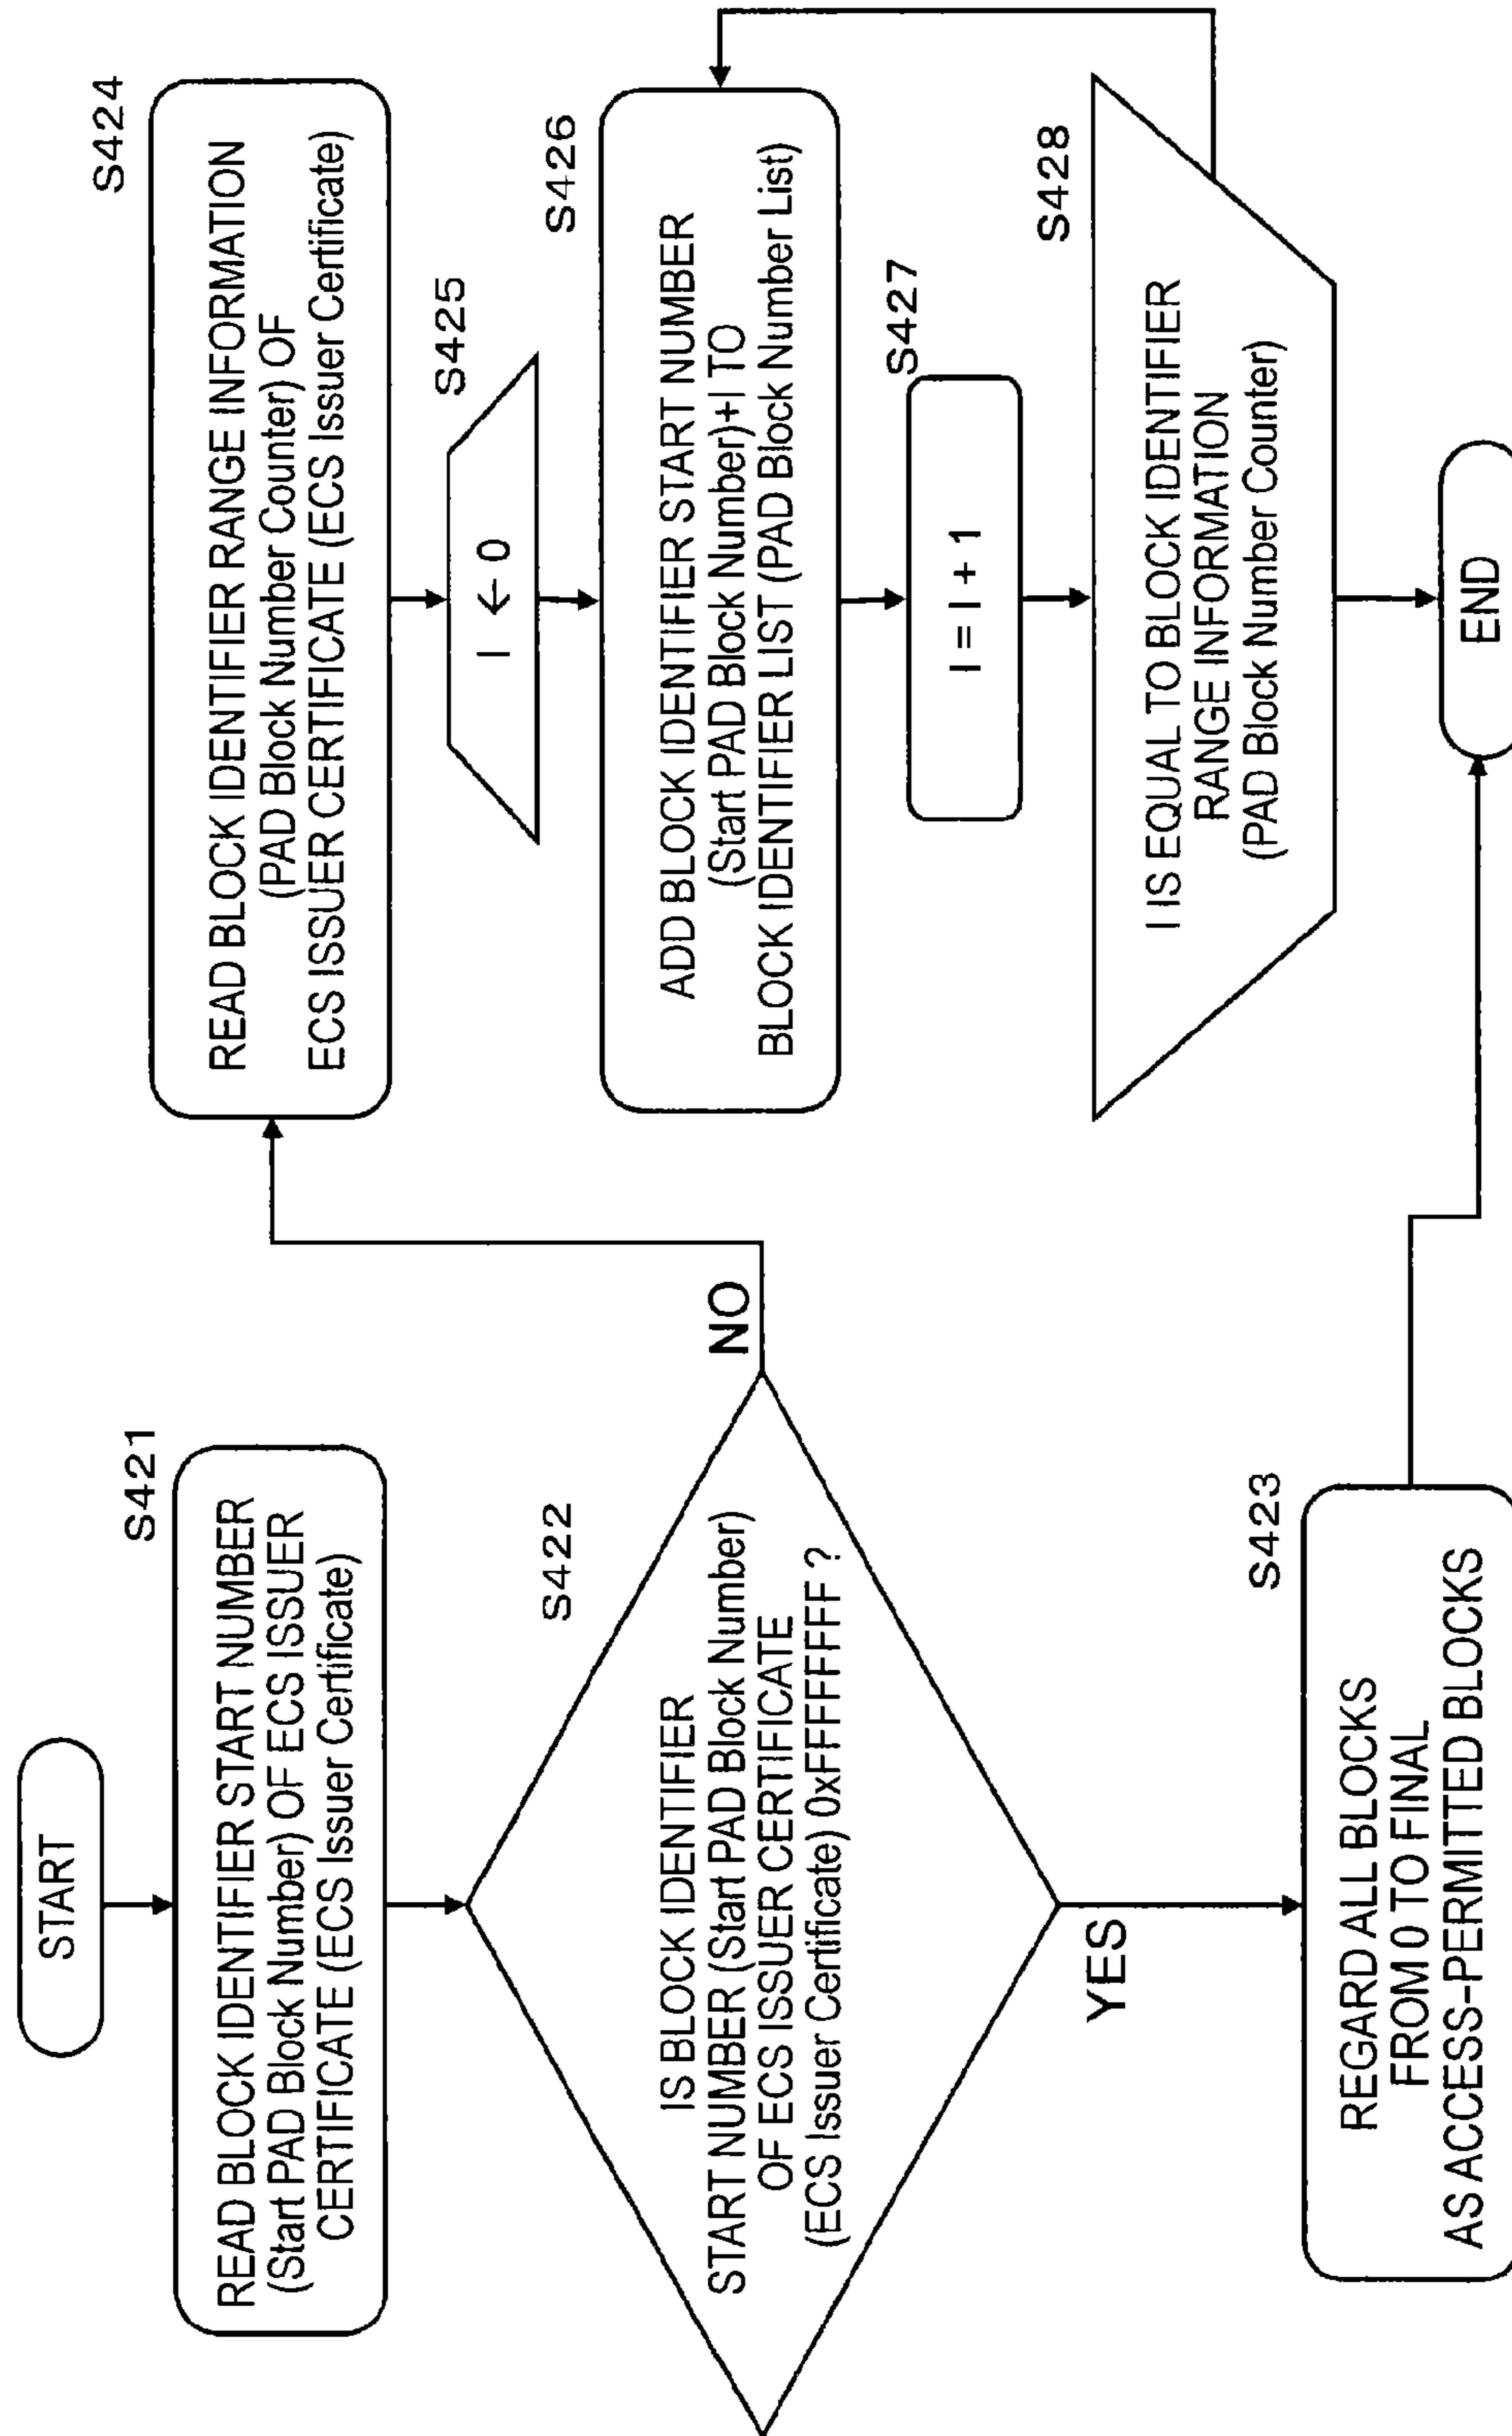 START
S421
READ BLOCK IDENTIFIER START NUMBER
(Start PAD Block Number) OF ECS ISSUER
CERTIFICATE (ECS Issuer Certificate)
S422
IS BLOCK IDENTIFIER
START NUMBER (Start PAD Block Number)
OF ECS ISSUER CERTIFICATE
(ECS Issuer Certificate) 0xFFFFFFFF ?
NO
YES
S423
REGARD ALL BLOCKS
FROM 0 TO FINAL
AS ACCESS-PERMITTED BLOCKS
S424
READ BLOCK IDENTIFIER RANGE INFORMATION
(PAD Block Number Counter) OF
ECS ISSUER CERTIFICATE (ECS Issuer Certificate)
S425
I ← 0
S426
ADD BLOCK IDENTIFIER START NUMBER
(Start PAD Block Number)+I TO
BLOCK IDENTIFIER LIST (PAD Block Number List)
S427
I = I + 1
S428
I IS EQUAL TO BLOCK IDENTIFIER
RANGE INFORMATION
(PAD Block Number Counter)
END